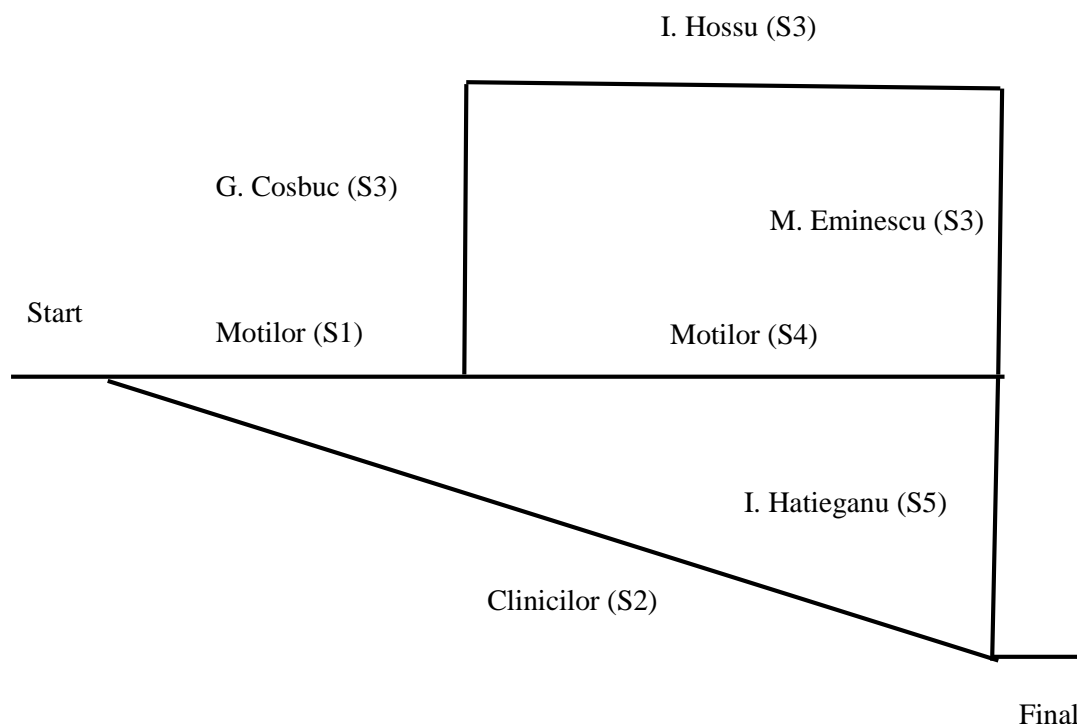 I. Hossu (S3)
G. Cosbuc (S3)
M. Eminescu (S3)
Start
Motilor (S1)
Motilor (S4)
I. Hatieganu (S5)
Clinicilor (S2)
Final